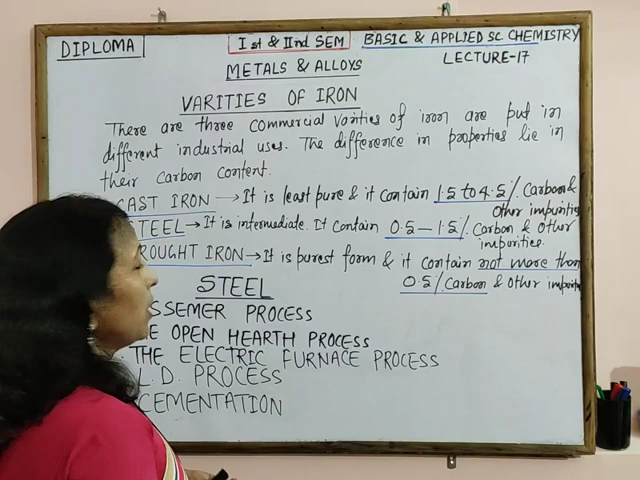 DIPLOMA
I st & IInd SEM
BASIC & APPLIED SC. CHEMISTRY
LECTURE-17
METALS & ALLOYS
VARITIES OF IRON
There are three commercial varities of iron are put in
different industrial uses. The difference in properties lie in
their carbon content.
CAST IRON → It is least pure & it contain 1.5 to 4.5% Carbon &
other impurities
STEEL → It is intermediate. It contain 0.5 – 1.5% Carbon & other
impurities.
ROUGHT IRON → It is purest form & it contain not more than
0.5% Carbon & other impurities
STEEL
SSEMER PROCESS
OPEN HEARTH PROCESS
THE ELECTRIC FURNACE PROCESS
L.D. PROCESS
CEMENTATION